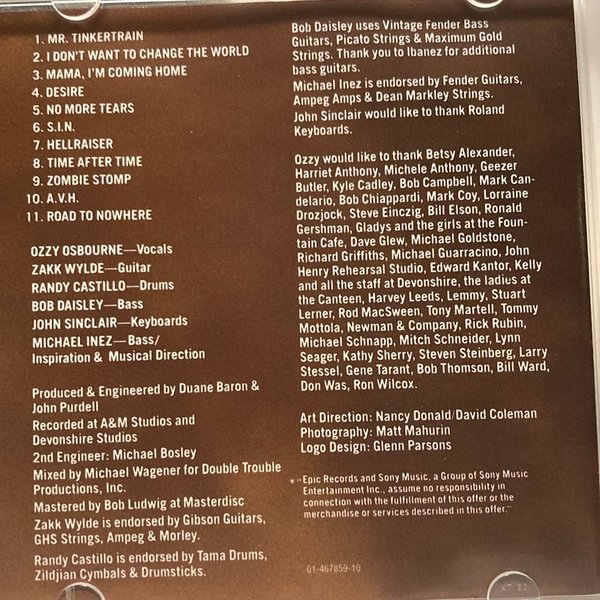 1. MR. TINKERTRAIN
2. I DON'T WANT TO CHANGE THE WORLD
3. MAMA, I'M COMING HOME
4. DESIRE
5. NO MORE TEARS
6. S.I.N.
7. HELLRAISER
8. TIME AFTER TIME
9. ZOMBIE STOMP
10. A.V.H.
11. ROAD TO NOWHERE
OZZY OSBOURNE—Vocals
ZAKK WYLDE—Guitar
RANDY CASTILLO—Drums
BOB DAISLEY—Bass
JOHN SINCLAIR—Keyboards
MICHAEL INEZ—Bass/
Inspiration & Musical Direction
Produced & Engineered by Duane Baron &
John Purdell
Recorded at A&M Studios and
Devonshire Studios
2nd Engineer: Michael Bosley
Mixed by Michael Wagener for Double Trouble
Productions, Inc.
Mastered by Bob Ludwig at Masterdisc
Zakk Wylde is endorsed by Gibson Guitars,
GHS Strings, Ampeg & Morley.
Randy Castillo is endorsed by Tama Drums,
Zildjian Cymbals & Drumsticks.
Bob Daisley uses Vintage Fender Bass
Guitars, Picato Strings & Maximum Gold
Strings. Thank you to Ibanez for additional
bass guitars.
Michael Inez is endorsed by Fender Guitars,
Ampeg Amps & Dean Markley Strings.
John Sinclair would like to thank Roland
Keyboards.
Ozzy would like to thank Betsy Alexander,
Harriet Anthony, Michele Anthony, Geezer
Butler, Kyle Cadley, Bob Campbell, Mark Can-
delario, Bob Chiappardi, Mark Coy, Lorraine
Drozjock, Steve Einczig, Bill Elson, Ronald
Gershman, Gladys and the girls at the Foun-
tain Cafe, Dave Glew, Michael Goldstone,
Richard Griffiths, Michael Guarracino, John
Henry Rehearsal Studio, Edward Kantor, Kelly
and all the staff at Devonshire, the ladies at
the Canteen, Harvey Leeds, Lemmy, Stuart
Lerner, Rod MacSween, Tony Martell, Tommy
Mottola, Newman & Company, Rick Rubin,
Michael Schnapp, Mitch Schneider, Lynn
Seager, Kathy Sherry, Steven Steinberg, Larry
Stessel, Gene Tarant, Bob Thomson, Bill Ward,
Don Was, Ron Wilcox.
Art Direction: Nancy Donald/David Coleman
Photography: Matt Mahurin
Logo Design: Glenn Parsons
"Epic Records and Sony Music, a Group of Sony Music
Entertainment Inc., assume no responsibility in
connection with the fulfillment of this offer or the
merchandise or services described in this offer."
01-467859-10
KT 32